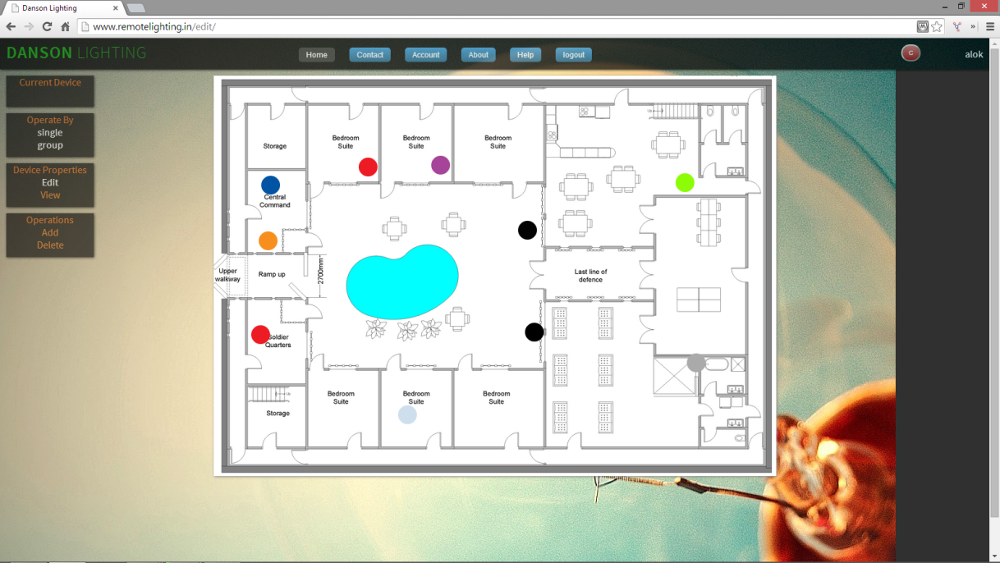 Danson Lighting
www.remotelighting.in/edit/
DANSON LIGHTING
Home
Contact
Account
About
Help
logout
C
alok
Current Device
Operate By
single
group
Device Properties
Edit
View
Operations
Add
Delete
Storage
Bedroom
Suite
Bedroom
Suite
Bedroom
Suite
Central
Command
Upper
walkway
Ramp up
2700mm
Last line of
defence
Soldier
Quarters
Storage
Bedroom
Suite
Bedroom
Suite
Bedroom
Suite